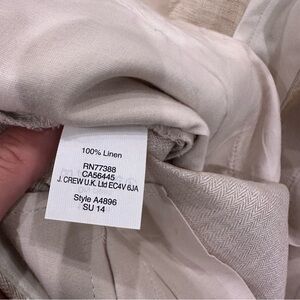 100% Linen
RN77388
CA56445
J. CREW U.K. Ltd EC4V 6JA
Style A4896
SU 14